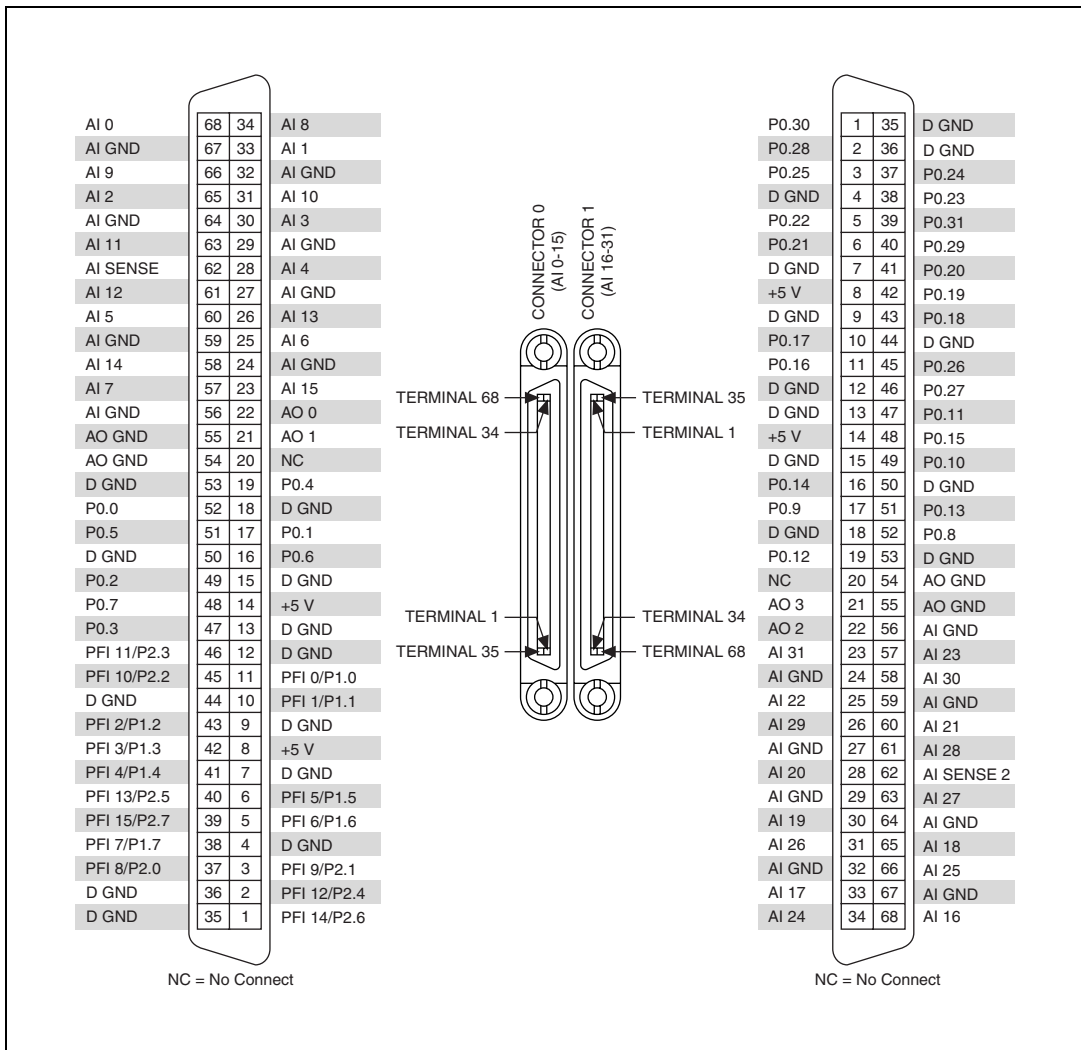 AI 0 68 34 AI 8
AI GND 67 33 AI 1
AI 9 66 32 AI GND
AI 2 65 31 AI 10
AI GND 64 30 AI 3
AI 11 63 29 AI GND
AI SENSE 62 28 AI 4
AI 12 61 27 AI GND
AI 5 60 26 AI 13
AI GND 59 25 AI 6
AI 14 58 24 AI GND
AI 7 57 23 AI 15
AI GND 56 22 AO 0
AO GND 55 21 AO 1
AO GND 54 20 NC
D GND 53 19 P0.4
P0.0 52 18 D GND
P0.5 51 17 P0.1
D GND 50 16 P0.6
P0.2 49 15 D GND
P0.7 48 14 +5 V
P0.3 47 13 D GND
PFI 11/P2.3 46 12 D GND
PFI 10/P2.2 45 11 PFI 0/P1.0
D GND 44 10 PFI 1/P1.1
PFI 2/P1.2 43 9 D GND
PFI 3/P1.3 42 8 +5 V
PFI 4/P1.4 41 7 D GND
PFI 13/P2.5 40 6 PFI 5/P1.5
PFI 15/P2.7 39 5 PFI 6/P1.6
PFI 7/P1.7 38 4 D GND
PFI 8/P2.0 37 3 PFI 9/P2.1
D GND 36 2 PFI 12/P2.4
D GND 35 1 PFI 14/P2.6
NC = No Connect
CONNECTOR 0
(AI 0-15)
CONNECTOR 1
(AI 16-31)
TERMINAL 68
TERMINAL 34
TERMINAL 35
TERMINAL 1
TERMINAL 1
TERMINAL 35
TERMINAL 34
TERMINAL 68
P0.30 1 35 D GND
P0.28 2 36 D GND
P0.25 3 37 P0.24
D GND 4 38 P0.23
P0.22 5 39 P0.31
P0.21 6 40 P0.29
D GND 7 41 P0.20
+5 V 8 42 P0.19
D GND 9 43 P0.18
P0.17 10 44 D GND
P0.16 11 45 P0.26
D GND 12 46 P0.27
D GND 13 47 P0.11
+5 V 14 48 P0.15
D GND 15 49 P0.10
P0.14 16 50 D GND
P0.9 17 51 P0.13
D GND 18 52 P0.8
P0.12 19 53 D GND
NC 20 54 AO GND
AO 3 21 55 AO GND
AO 2 22 56 AI GND
AI 31 23 57 AI 23
AI GND 24 58 AI 30
AI 22 25 59 AI GND
AI 29 26 60 AI 21
AI GND 27 61 AI 28
AI 20 28 62 AI SENSE 2
AI GND 29 63 AI 27
AI 19 30 64 AI GND
AI 26 31 65 AI 18
AI GND 32 66 AI 25
AI 17 33 67 AI GND
AI 24 34 68 AI 16
NC = No Connect